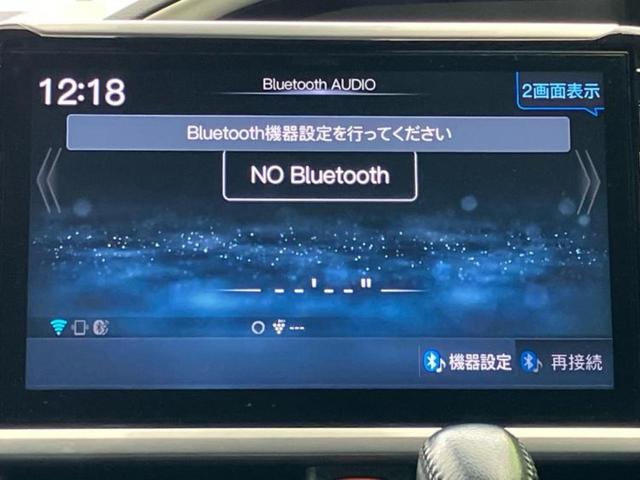 12:18
Bluetooth AUDIO
2画面表示
Bluetooth機器設定を行ってください
NO Bluetooth
_ _'_ _"
---
機器設定
再接続